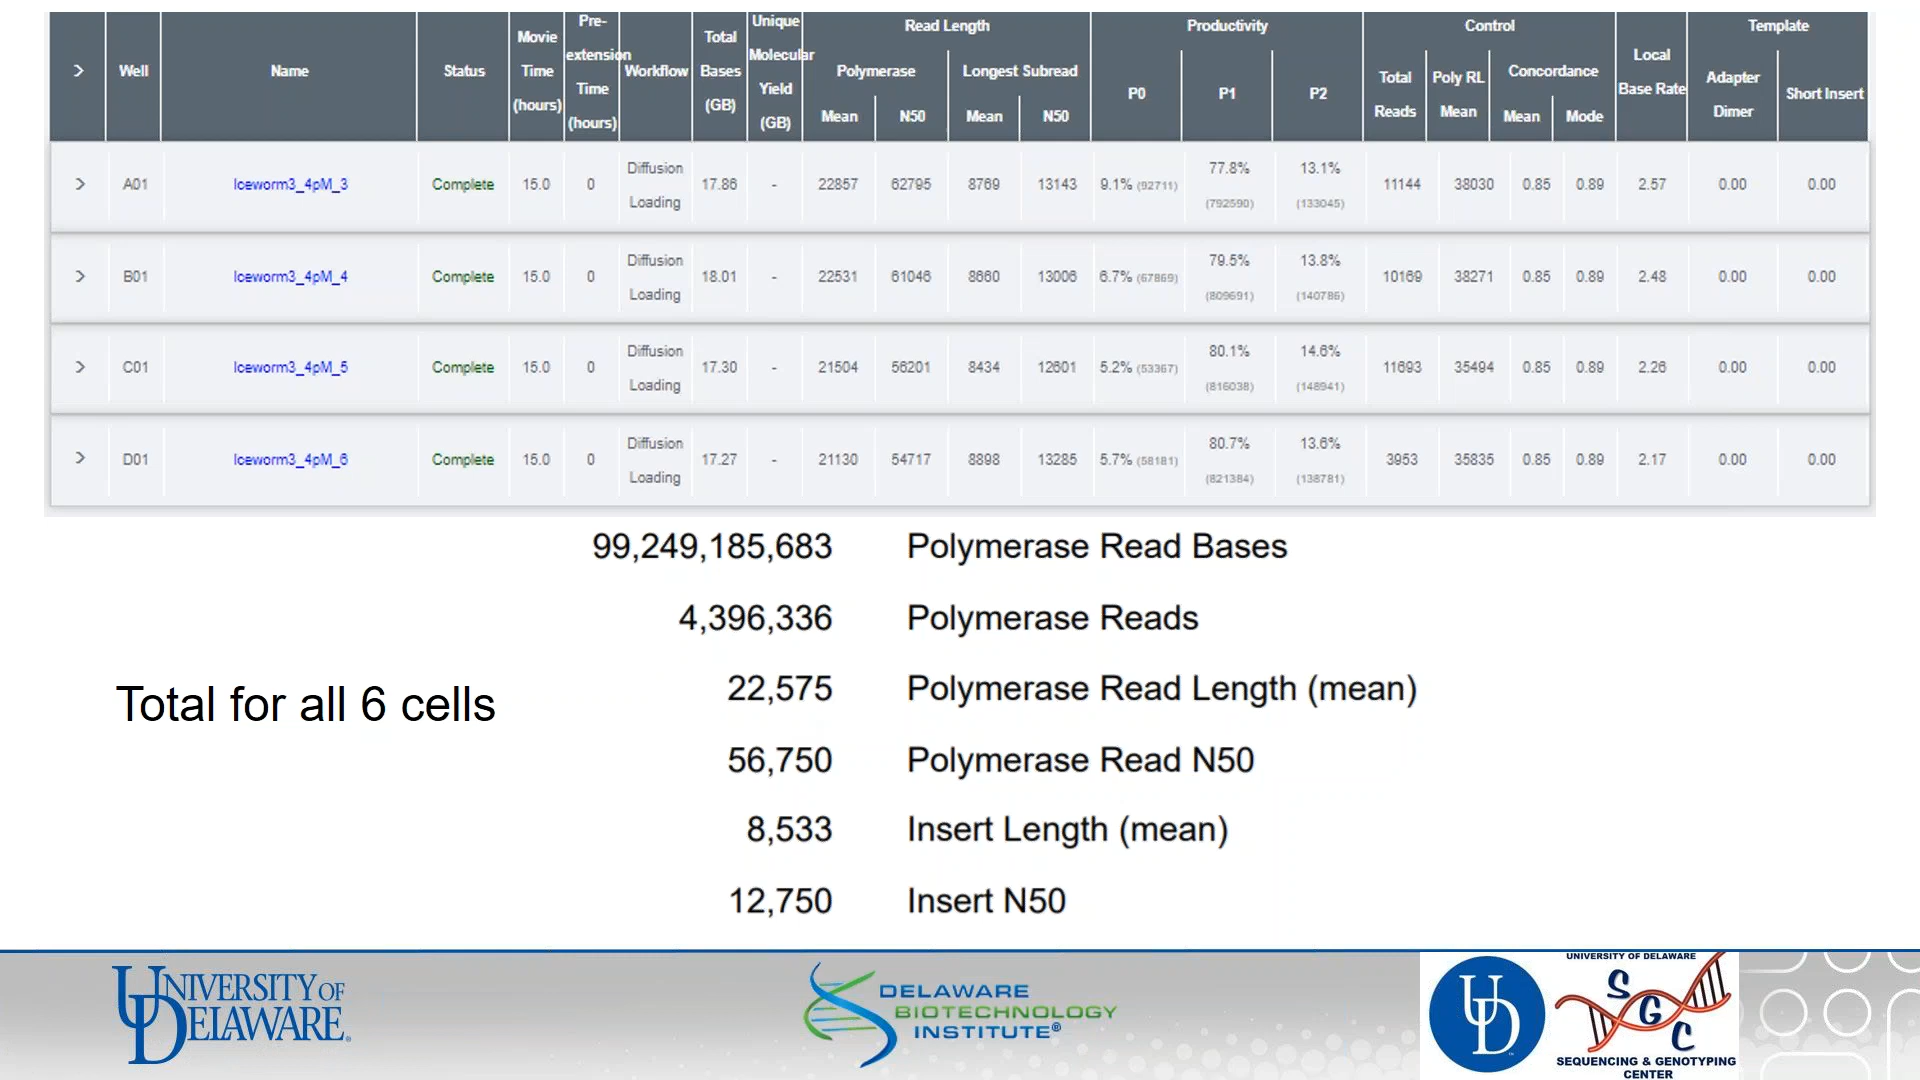 > Well Name Status Movie Time (hours) Pre-extension Time (hours) Workflow Total Bases (GB) Unique Molecular Yield (GB) Read Length Productivity Control Local Base Rate Template
Polymerase Longest Subread P0 P1 P2 Total Reads Poly RL Mean Concordance Adapter Dimer Short Insert
Mean N50 Mean N50 Mean Mode
> A01 Iceworm3_4pM_3 Complete 15.0 0 Diffusion Loading 17.86 - 22857 62795 8769 13143 9.1% (92711) 77.8% (792590) 13.1% (133045) 11144 38030 0.85 0.89 2.57 0.00 0.00
> B01 Iceworm3_4pM_4 Complete 15.0 0 Diffusion Loading 18.01 - 22531 61046 8660 13006 6.7% (67869) 79.5% (809691) 13.8% (140786) 10169 38271 0.85 0.89 2.48 0.00 0.00
> C01 Iceworm3_4pM_5 Complete 15.0 0 Diffusion Loading 17.30 - 21504 56201 8434 12601 5.2% (53367) 80.1% (816038) 14.6% (148941) 11693 35494 0.85 0.89 2.26 0.00 0.00
> D01 Iceworm3_4pM_6 Complete 15.0 0 Diffusion Loading 17.27 - 21130 54717 8898 13285 5.7% (58181) 80.7% (821384) 13.6% (138781) 3953 35835 0.85 0.89 2.17 0.00 0.00
99,249,185,683 Polymerase Read Bases
4,396,336 Polymerase Reads
22,575 Polymerase Read Length (mean)
Total for all 6 cells
56,750 Polymerase Read N50
8,533 Insert Length (mean)
12,750 Insert N50
UNIVERSITY OF
DELAWARE
DELAWARE
BIOTECHNOLOGY
INSTITUTE®
UD
UNIVERSITY OF DELAWARE
SGC
SEQUENCING & GENOTYPING
CENTER